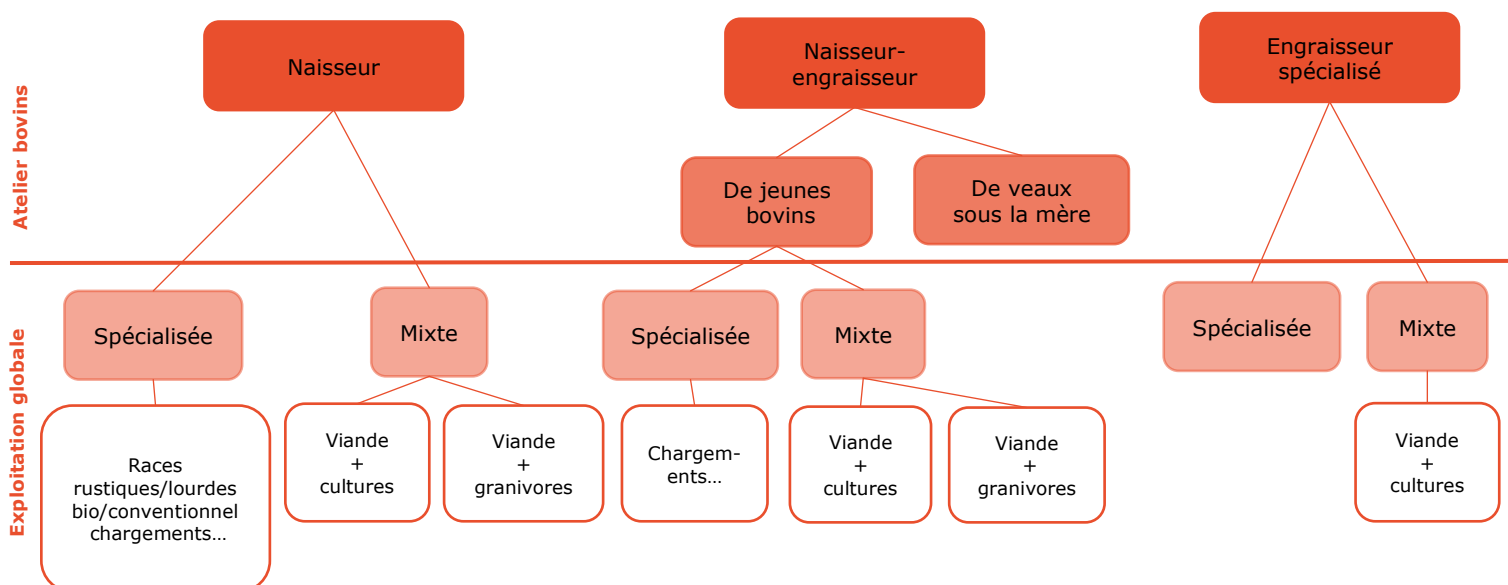 Atelier bovins
Naisseur
Naisseur-
engraisseur
Engraisseur
spécialisé
De jeunes
bovins
De veaux
sous la mère
Exploitation globale
Spécialisée
Mixte
Spécialisée
Mixte
Spécialisée
Mixte
Races
rustiques/lourdes
bio/conventionnel
chargements…
Viande
+
cultures
Viande
+
granivores
Chargem-
ents…
Viande
+
cultures
Viande
+
granivores
Viande
+
cultures